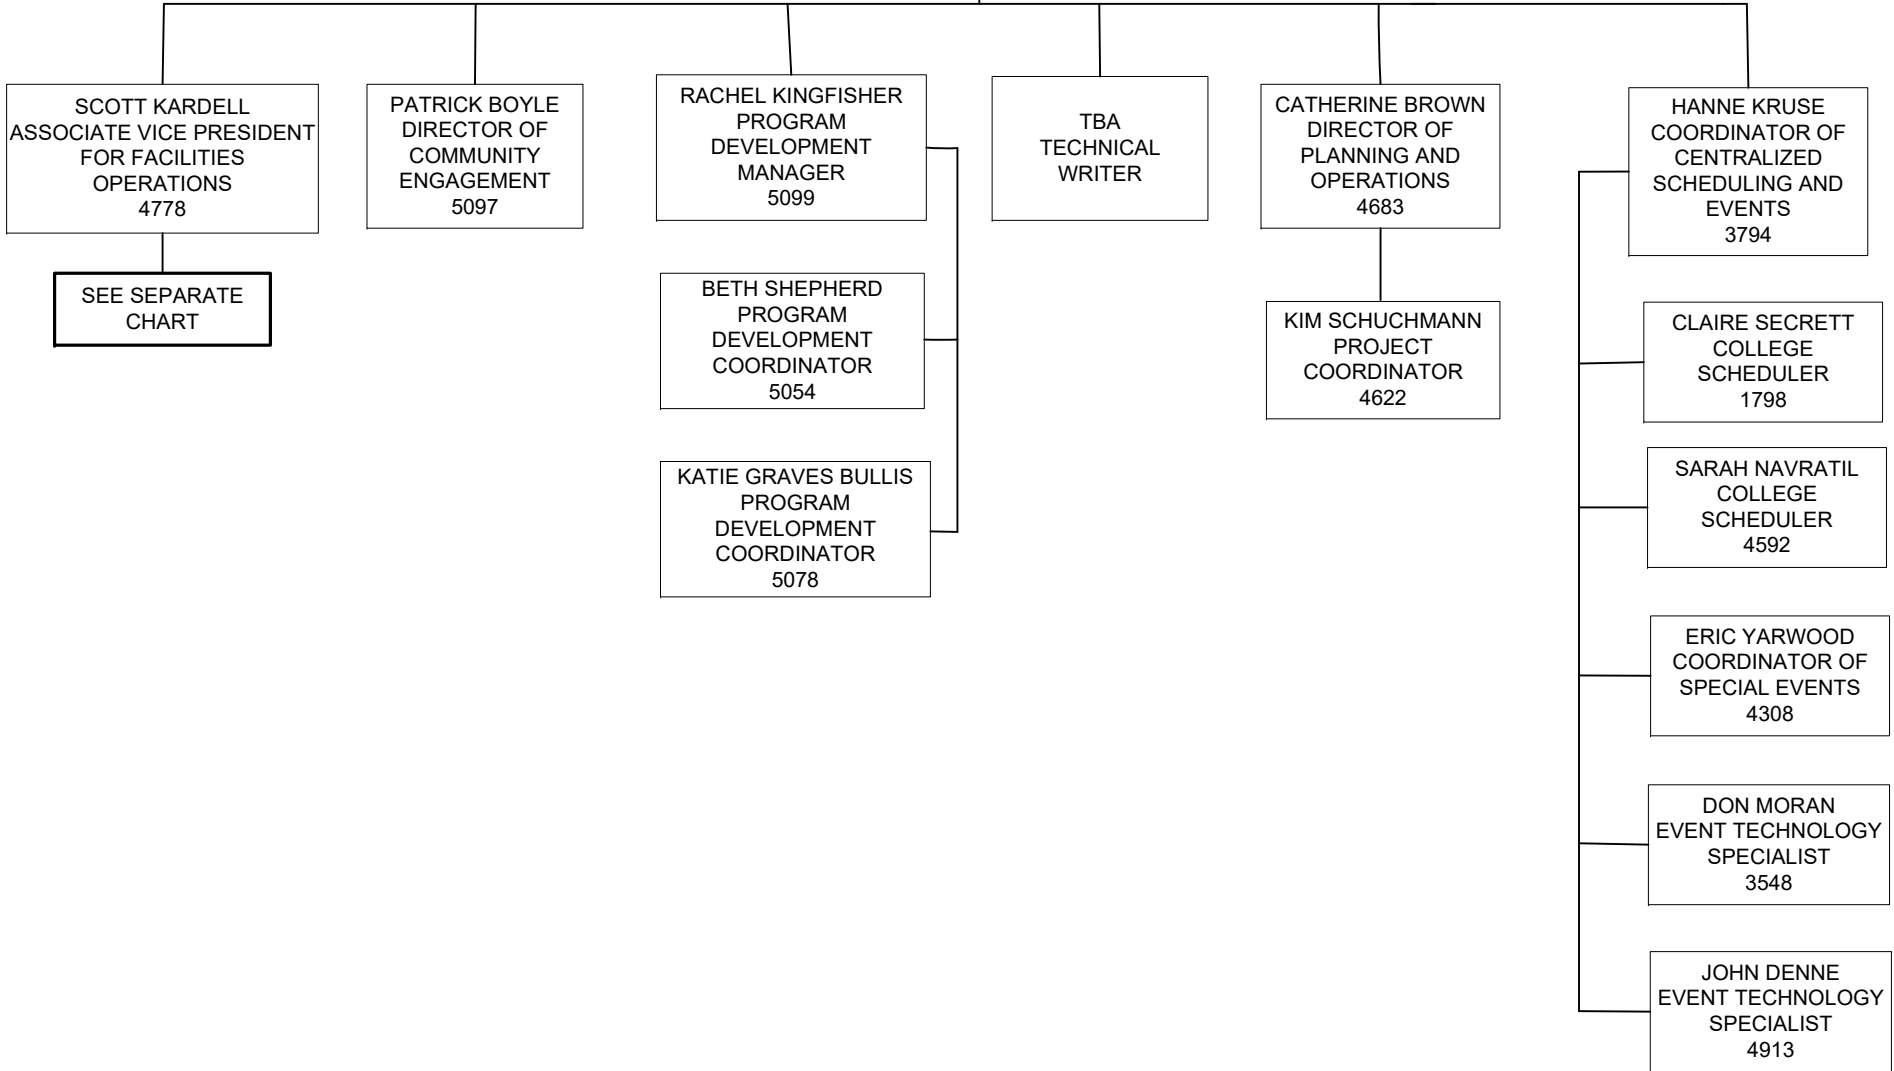 SCOTT KARDELL
ASSOCIATE VICE PRESIDENT
FOR FACILITIES
OPERATIONS
4778
SEE SEPARATE
CHART
PATRICK BOYLE
DIRECTOR OF
COMMUNITY
ENGAGEMENT
5097
RACHEL KINGFISHER
PROGRAM
DEVELOPMENT
MANAGER
5099
BETH SHEPHERD
PROGRAM
DEVELOPMENT
COORDINATOR
5054
KATIE GRAVES BULLIS
PROGRAM
DEVELOPMENT
COORDINATOR
5078
TBA
TECHNICAL
WRITER
CATHERINE BROWN
DIRECTOR OF
PLANNING AND
OPERATIONS
4683
KIM SCHUCHMANN
PROJECT
COORDINATOR
4622
HANNE KRUSE
COORDINATOR OF
CENTRALIZED
SCHEDULING AND
EVENTS
3794
CLAIRE SECRETT
COLLEGE
SCHEDULER
1798
SARAH NAVRATIL
COLLEGE
SCHEDULER
4592
ERIC YARWOOD
COORDINATOR OF
SPECIAL EVENTS
4308
DON MORAN
EVENT TECHNOLOGY
SPECIALIST
3548
JOHN DENNE
EVENT TECHNOLOGY
SPECIALIST
4913